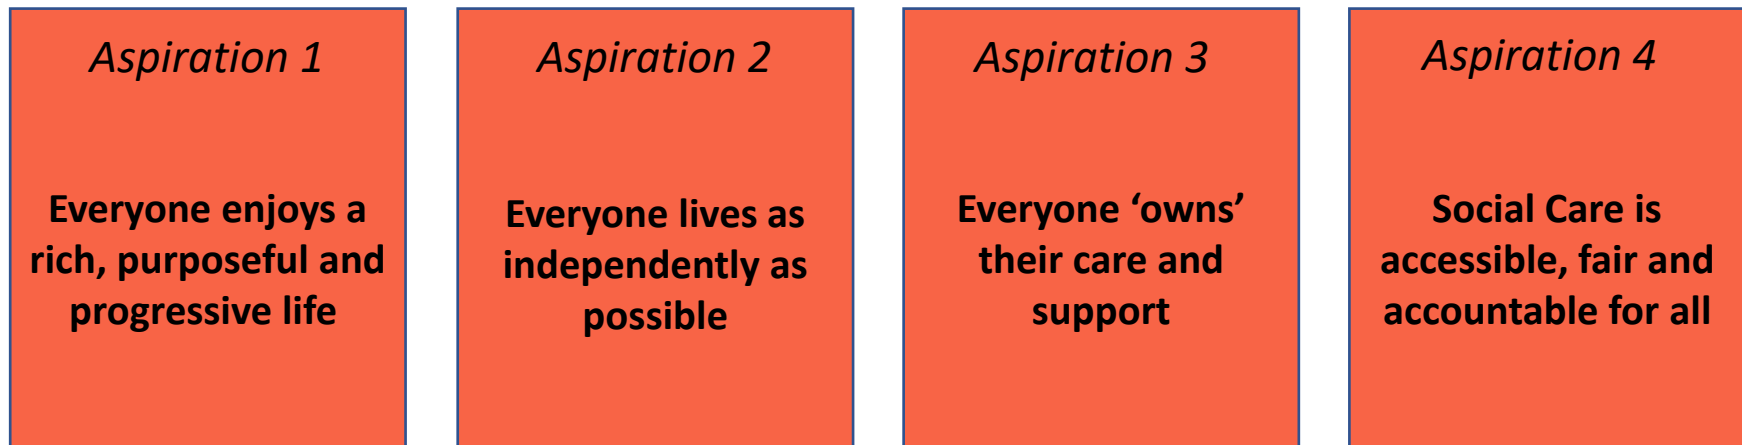 Aspiration 1
Everyone enjoys a
rich, purposeful and
progressive life
Aspiration 2
Everyone lives as
independently as
possible
Aspiration 3
Everyone ‘owns’
their care and
support
Aspiration 4
Social Care is
accessible, fair and
accountable for all